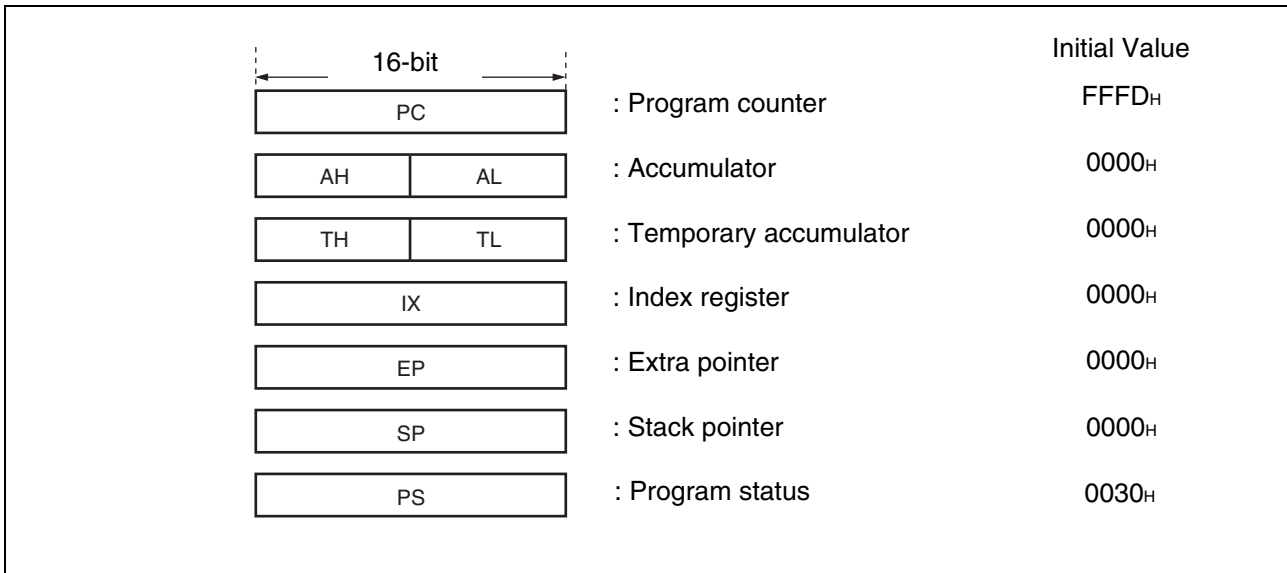 16-bit Initial Value
PC : Program counter FFFDH
AH AL : Accumulator 0000H
TH TL : Temporary accumulator 0000H
IX : Index register 0000H
EP : Extra pointer 0000H
SP : Stack pointer 0000H
PS : Program status 0030H